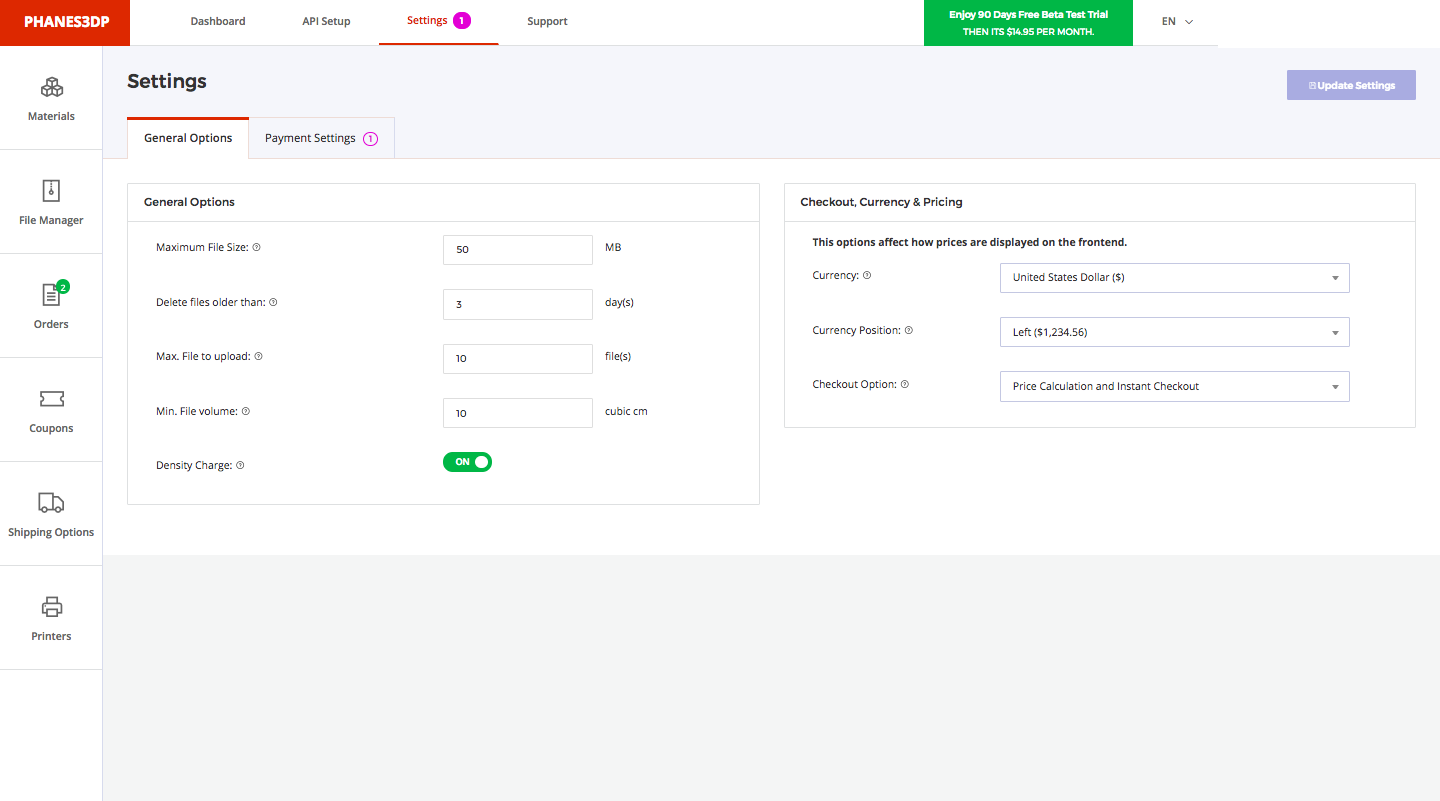 PHANES3DP
Dashboard
API Setup
Settings 1
Support
Enjoy 90 Days Free Beta Test Trial
THEN ITS $14.95 PER MONTH.
EN
Materials
File Manager
2
Orders
Coupons
Shipping Options
Printers
Settings
Update Settings
General Options
Payment Settings 1
General Options
Maximum File Size: ?
50
MB
Delete files older than: ?
3
day(s)
Max. File to upload: ?
10
file(s)
Min. File volume: ?
10
cubic cm
Density Charge: ?
ON
Checkout, Currency & Pricing
This options affect how prices are displayed on the frontend.
Currency: ?
United States Dollar ($)
Currency Position: ?
Left ($1,234.56)
Checkout Option: ?
Price Calculation and Instant Checkout